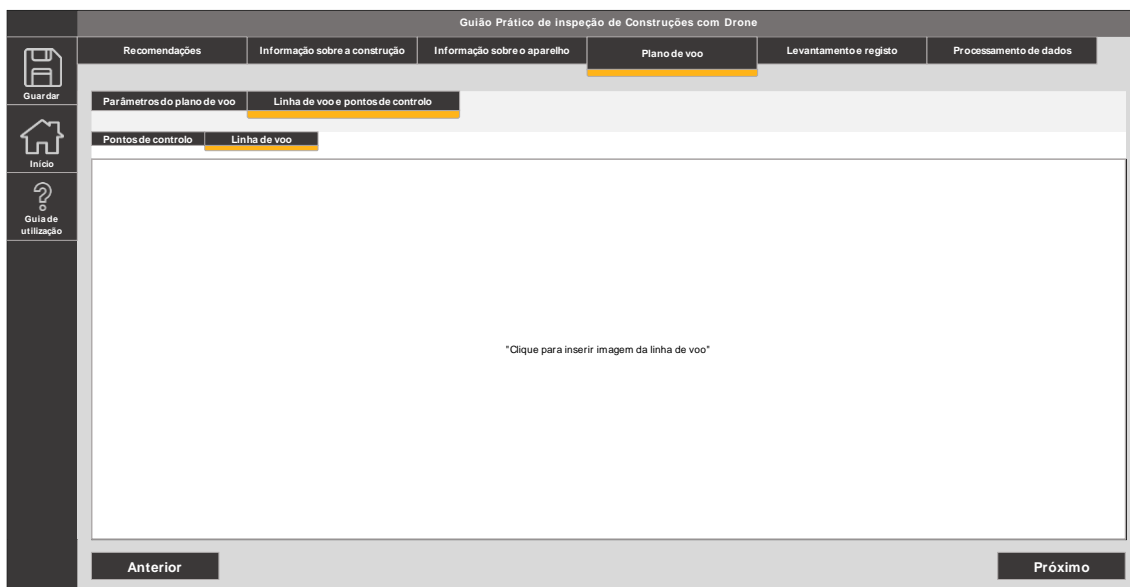 Guião Prático de inspeção de Construções com Drone
Recomendações
Informação sobre a construção
Informação sobre o aparelho
Plano de voo
Levantamento e registo
Processamento de dados
Guardar
Início
Guia de
utilização
Parâmetros do plano de voo
Linha de voo e pontos de controlo
Pontos de controlo
Linha de voo
"Clique para inserir imagem da linha de voo"
Anterior
Próximo